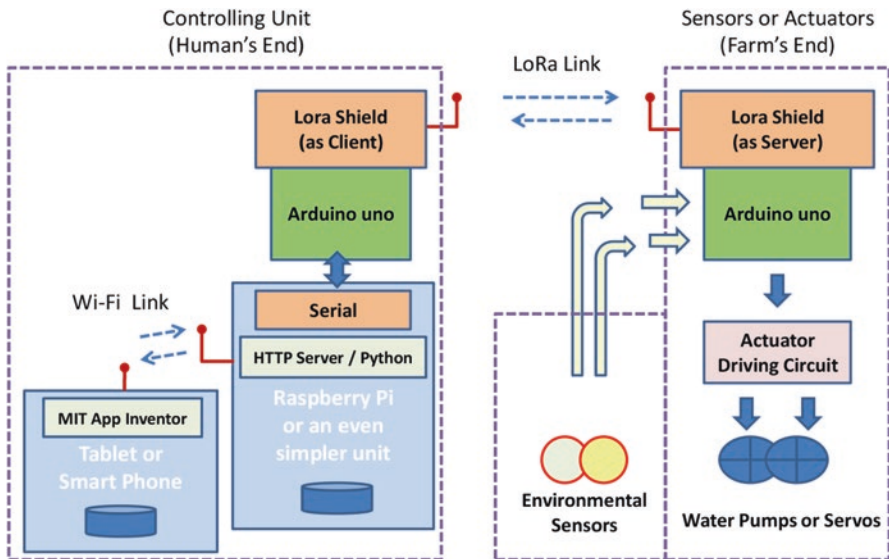 Controlling Unit
(Human's End)
Sensors or Actuators
(Farm's End)
LoRa Link
Lora Shield
(as Client)
Lora Shield
(as Server)
Arduino uno
Arduino uno
Wi-Fi Link
Serial
HTTP Server / Python
Raspberry Pi
or an even
simpler unit
MIT App Inventor
Tablet or
Smart Phone
Actuator
Driving Circuit
Environmental
Sensors
Water Pumps or Servos